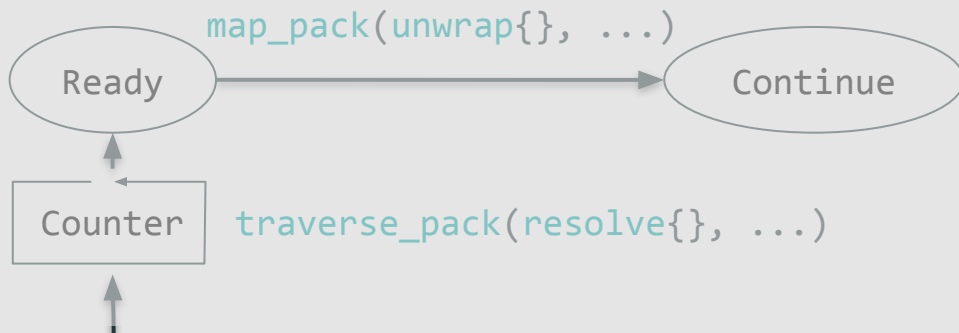 map_pack(unwrap{}, ...)
Ready
Continue
Counter
traverse_pack(resolve{}, ...)